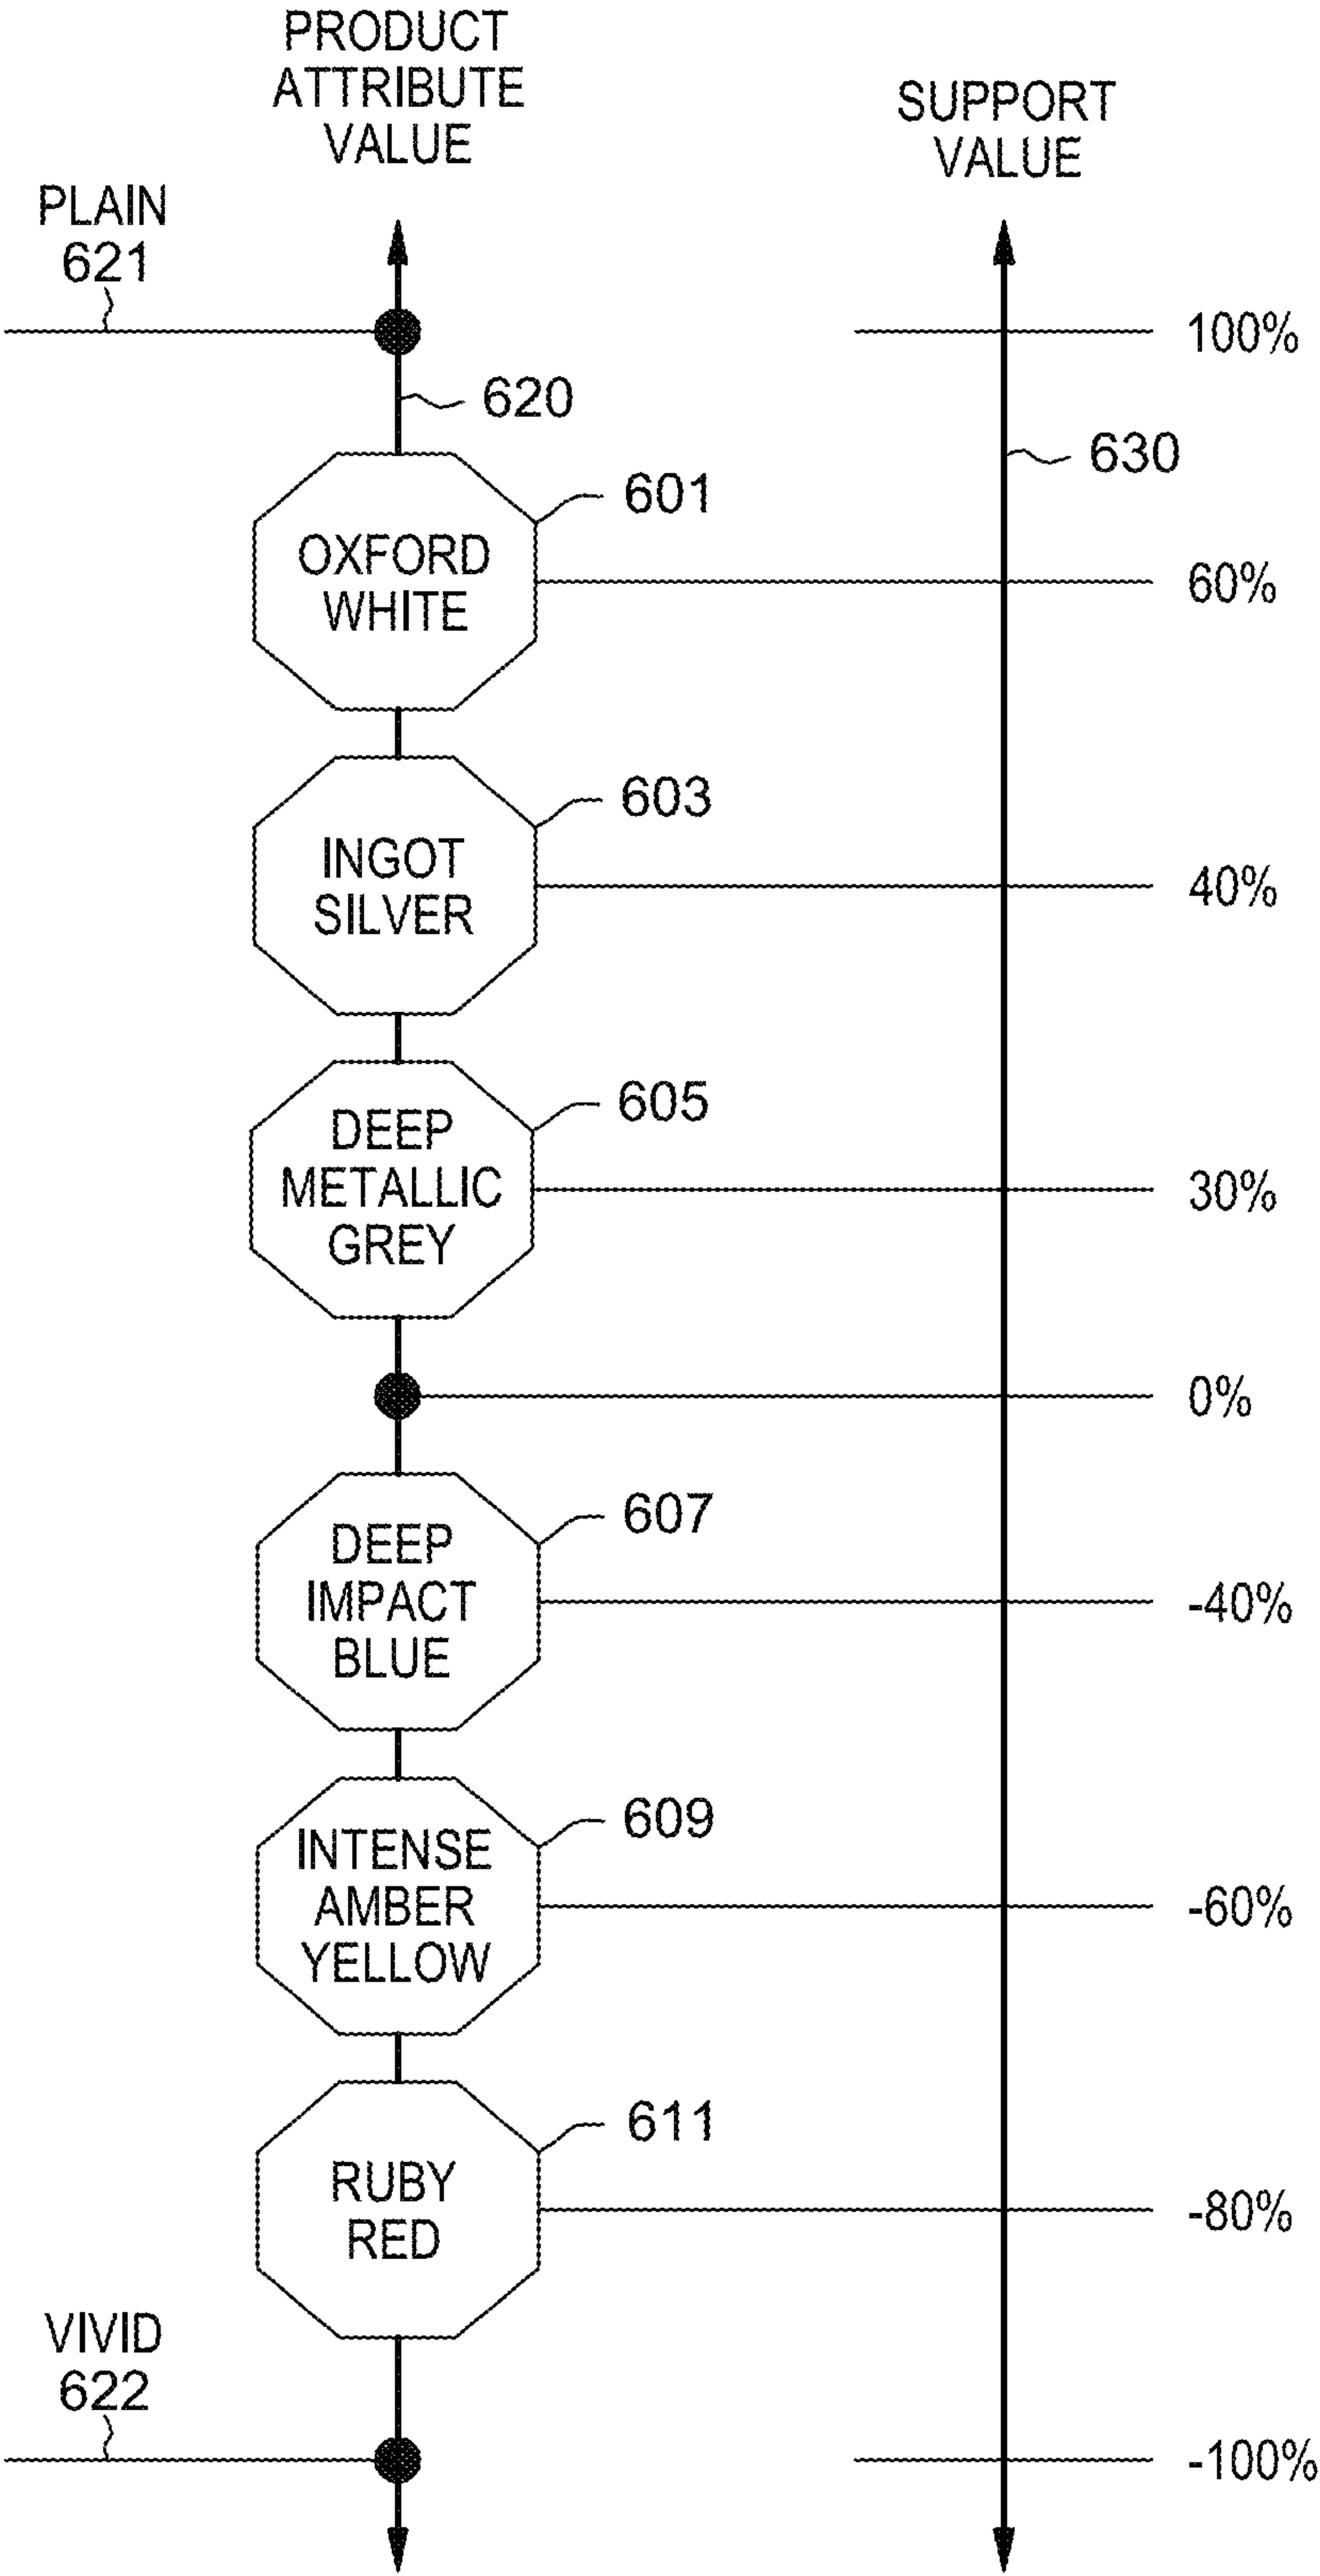 PRODUCT
ATTRIBUTE
VALUE
SUPPORT
VALUE
PLAIN
621
100%
620
630
601
OXFORD
WHITE
60%
603
INGOT
SILVER
40%
605
DEEP
METALLIC
GREY
30%
0%
607
DEEP
IMPACT
BLUE
-40%
609
INTENSE
AMBER
YELLOW
-60%
611
RUBY
RED
-80%
VIVID
622
-100%